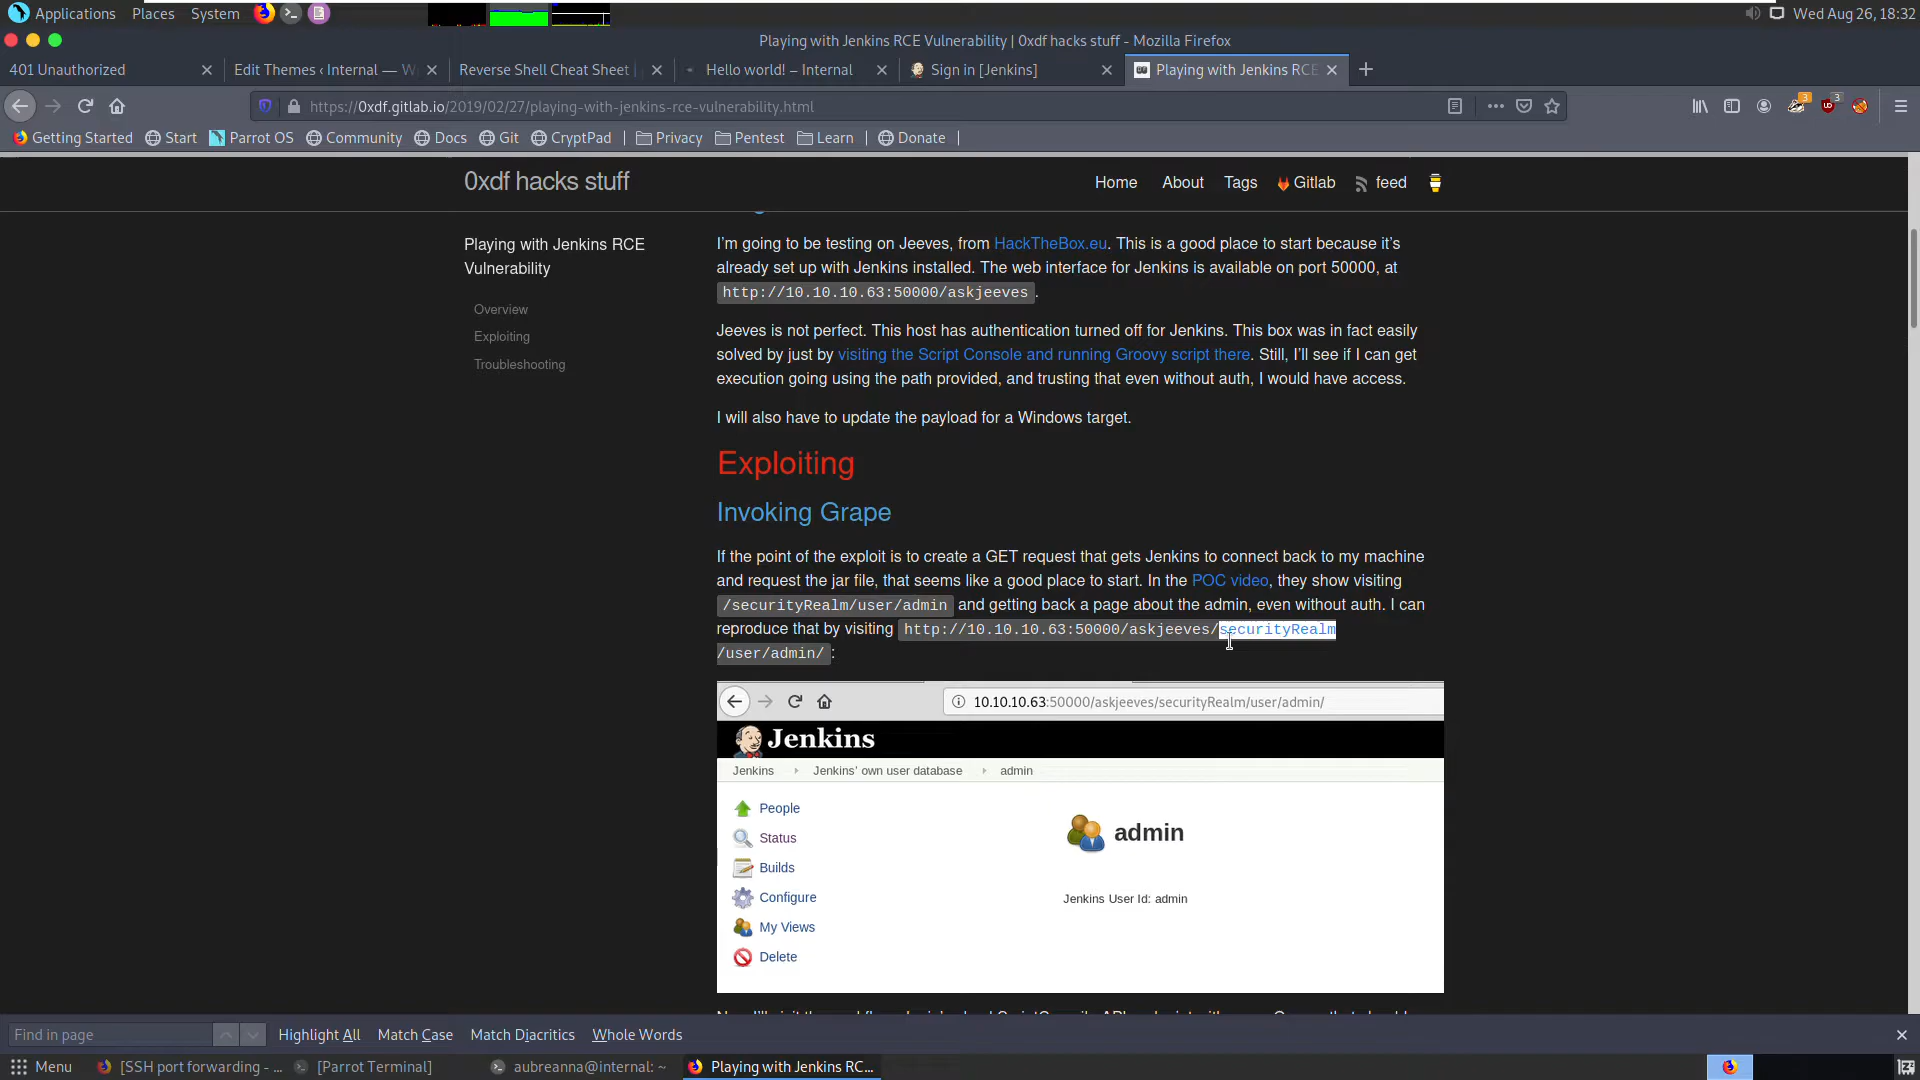 Applications Places System Wed Aug 26, 18:32
Playing with Jenkins RCE Vulnerability | 0xdf hacks stuff - Mozilla Firefox
401 Unauthorized Edit Themes ‹ Internal — W Reverse Shell Cheat Sheet | Hello world! – Internal Sign in [Jenkins] Playing with Jenkins RCE
https://0xdf.gitlab.io/2019/02/27/playing-with-jenkins-rce-vulnerability.html 3 3
Getting Started Start Parrot OS Community Docs Git CryptPad | Privacy Pentest Learn | Donate |
0xdf hacks stuff Home About Tags Gitlab feed
Playing with Jenkins RCE
Vulnerability
Overview
Exploiting
Troubleshooting
I'm going to be testing on Jeeves, from HackTheBox.eu. This is a good place to start because it's
already set up with Jenkins installed. The web interface for Jenkins is available on port 50000, at
http://10.10.10.63:50000/askjeeves .
Jeeves is not perfect. This host has authentication turned off for Jenkins. This box was in fact easily
solved by just by visiting the Script Console and running Groovy script there. Still, I'll see if I can get
execution going using the path provided, and trusting that even without auth, I would have access.
I will also have to update the payload for a Windows target.
Exploiting
Invoking Grape
If the point of the exploit is to create a GET request that gets Jenkins to connect back to my machine
and request the jar file, that seems like a good place to start. In the POC video, they show visiting
/securityRealm/user/admin and getting back a page about the admin, even without auth. I can
reproduce that by visiting http://10.10.10.63:50000/askjeeves/securityRealm
/user/admin/ :
10.10.10.63:50000/askjeeves/securityRealm/user/admin/
Jenkins
Jenkins Jenkins' own user database admin
People
Status
Builds
Configure
My Views
Delete
admin
Jenkins User Id: admin
Find in page Highlight All Match Case Match Diacritics Whole Words
Menu [SSH port forwarding - ... [Parrot Terminal] aubreanna@internal: ~ Playing with Jenkins RC...